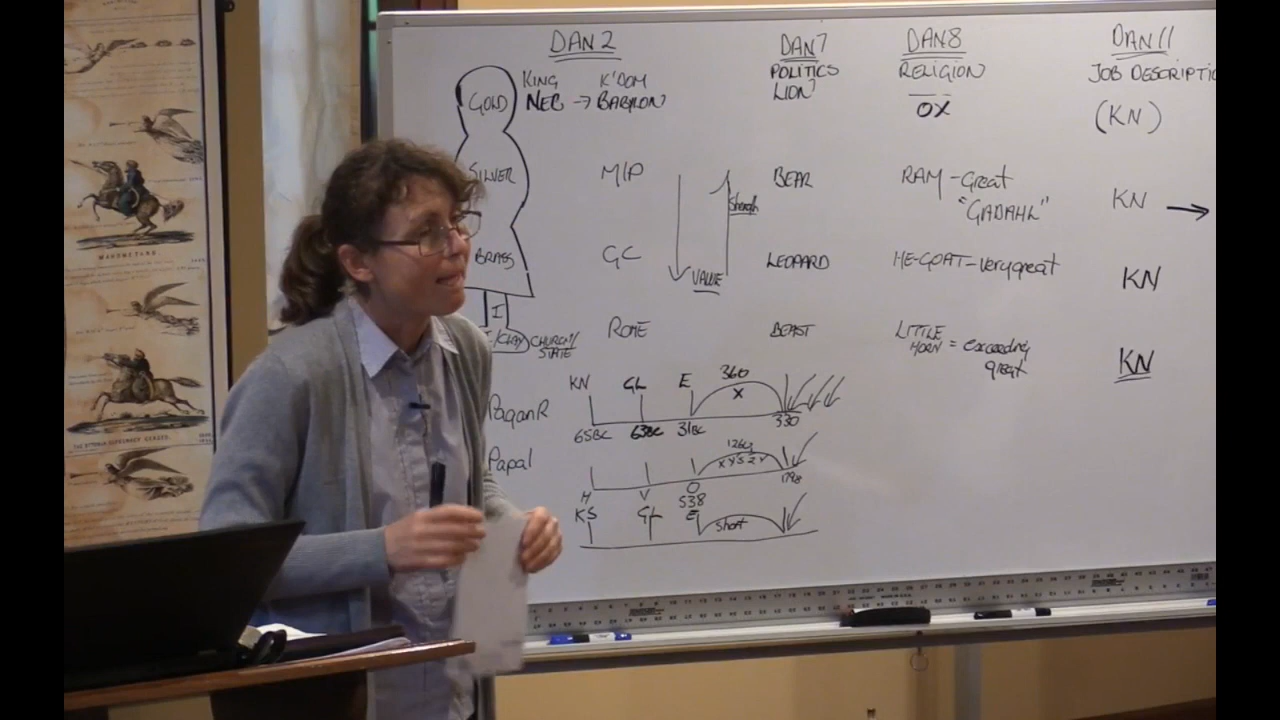 DAN 2
DAN 7
DAN 8
DAN 11
KING
K'DOM
POLITICS
RELIGION
JOB DESCRIPTIO
GOLD
NEB → BABYLON
LION
OX
(KN)
SILVER
M/P
BEAR
RAM - Great
"GADAHL"
KN →
Strength
BRASS
GC
VALUE
LEOPARD
HE-GOAT - very great
KN
I
I/CLAY
CHURCH/
STATE
ROME
BEAST
LITTLE
HORN = exceeding
great
KN
Pagan R
KN
GL
E
360
X
65BC
63BC
31BC
330
Papal
1260
X Y S Z Y
H
V
O
538
1798
KS
GL
E
Short
MAHOMETISM.